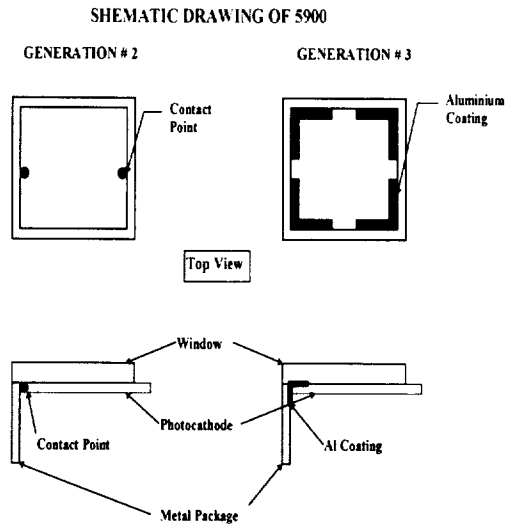 SHEMATIC DRAWING OF 5900
GENERATION # 2
GENERATION # 3
Contact
Point
Aluminium
Coating
Top View
Window
Photocathode
Contact Point
Al Coating
Metal Package